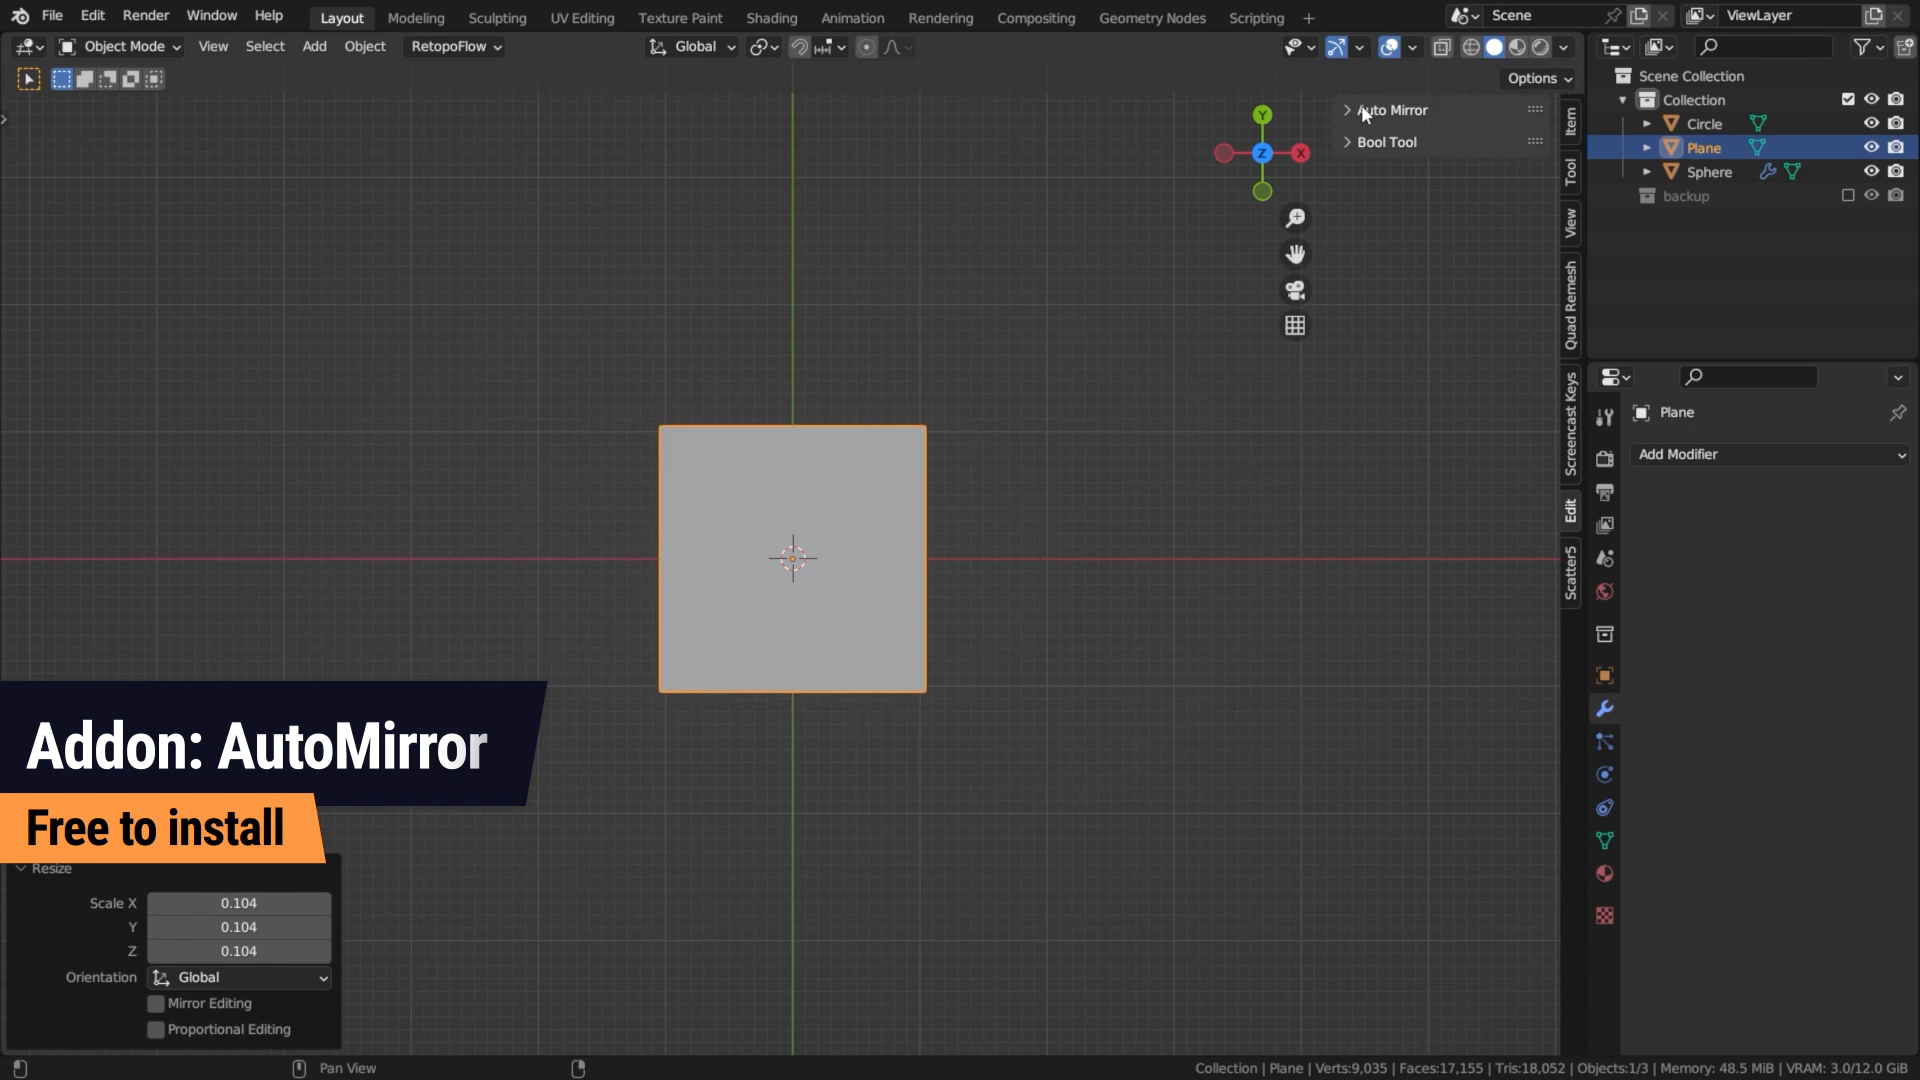 File Edit Render Window Help Layout Modeling Sculpting UV Editing Texture Paint Shading Animation Rendering Compositing Geometry Nodes Scripting + Scene ViewLayer
Object Mode View Select Add Object RetopoFlow Global
Options
Auto Mirror
Bool Tool
Y
Z X
Item
Tool
View
Quad Remesh
Screencast Keys
Edit
Scatter5
Scene Collection
Collection
Circle
Plane
Sphere
backup
Plane
Add Modifier
Addon: AutoMirror
Free to install
Resize
Scale X 0.104
Y 0.104
Z 0.104
Orientation Global
Mirror Editing
Proportional Editing
Pan View
Collection | Plane | Verts:9,035 | Faces:17,155 | Tris:18,052 | Objects:1/3 | Memory: 48.5 MiB | VRAM: 3.0/12.0 GiB